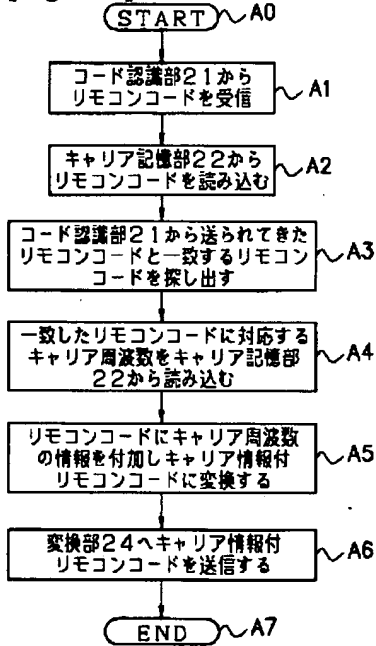 START
A0
コード認識部21から
リモコンコードを受信
A1
キャリア記憶部22から
リモコンコードを読み込む
A2
コード認識部21から送られてきた
リモコンコードと一致するリモコン
コードを探し出す
A3
一致したリモコンコードに対応する
キャリア周波数をキャリア記憶部
22から読み込む
A4
リモコンコードにキャリア周波数
の情報を付加しキャリア情報付
リモコンコードに変換する
A5
変換部24へキャリア情報付
リモコンコードを送信する
A6
END
A7